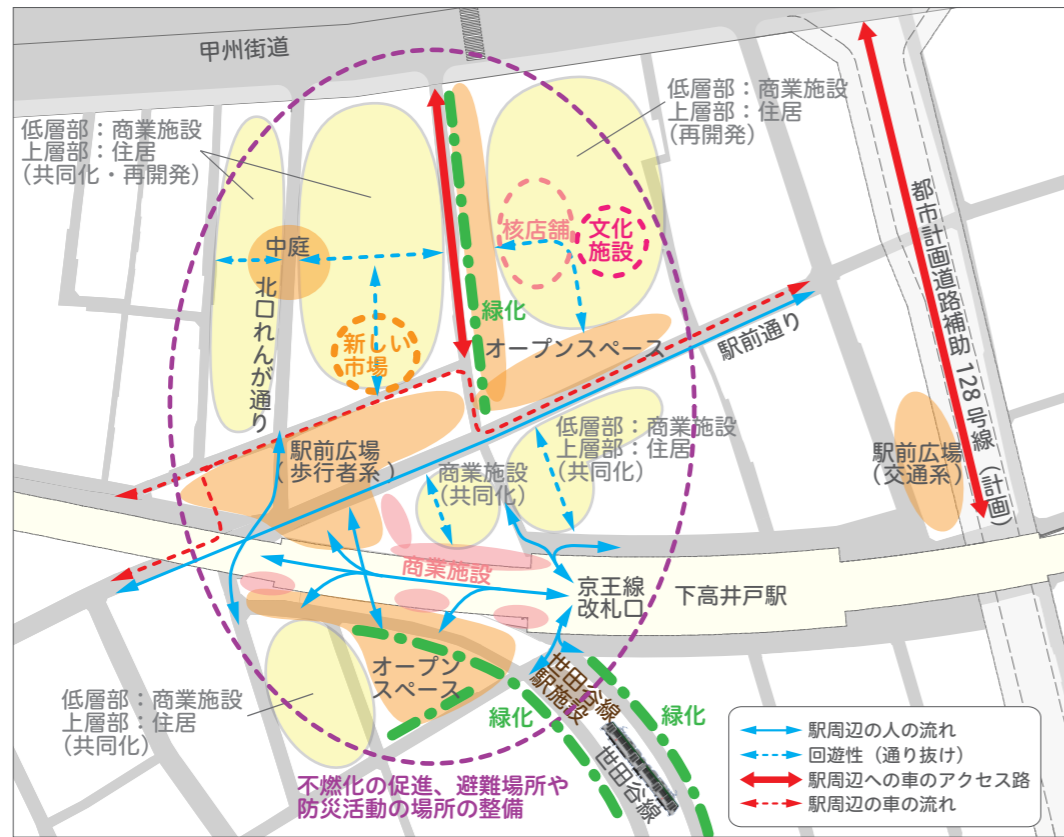 甲州街道
低層部：商業施設
上層部：住居
（共同化・再開発）
低層部：商業施設
上層部：住居
（再開発）
中庭
北口れんが通り
新しい
市場
核店舗
文化
施設
緑化
オープンスペース
駅前通り
都市計画道路補助 128 号線（計画）
駅前広場
（歩行者系）
低層部：商業施設
上層部：住居
（共同化）
商業施設
（共同化）
駅前広場
（交通系）
商業施設
京王線
改札口
下高井戸駅
オープン
スペース
世田谷線
駅施設
低層部：商業施設
上層部：住居
（共同化）
緑化
緑化
世田谷線
不燃化の促進、避難場所や
防災活動の場所の整備
駅周辺の人の流れ
回遊性（通り抜け）
駅周辺への車のアクセス路
駅周辺の車の流れ